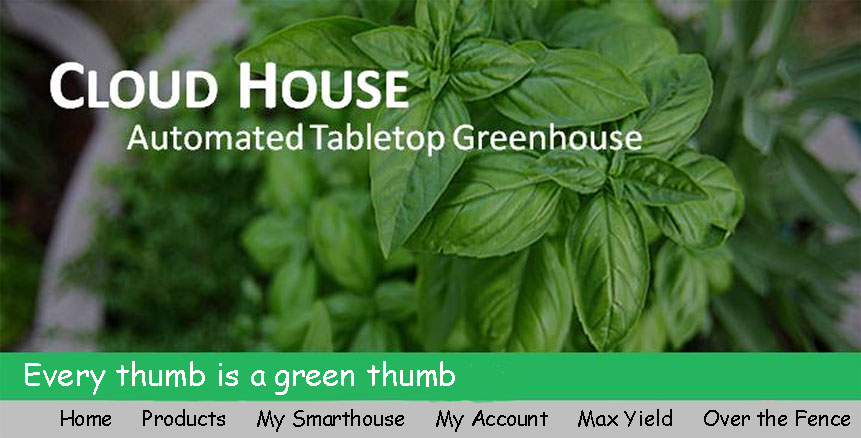 CLOUD HOUSE
Automated Tabletop Greenhouse
Every thumb is a green thumb
Home Products My Smarthouse My Account Max Yield Over the Fence